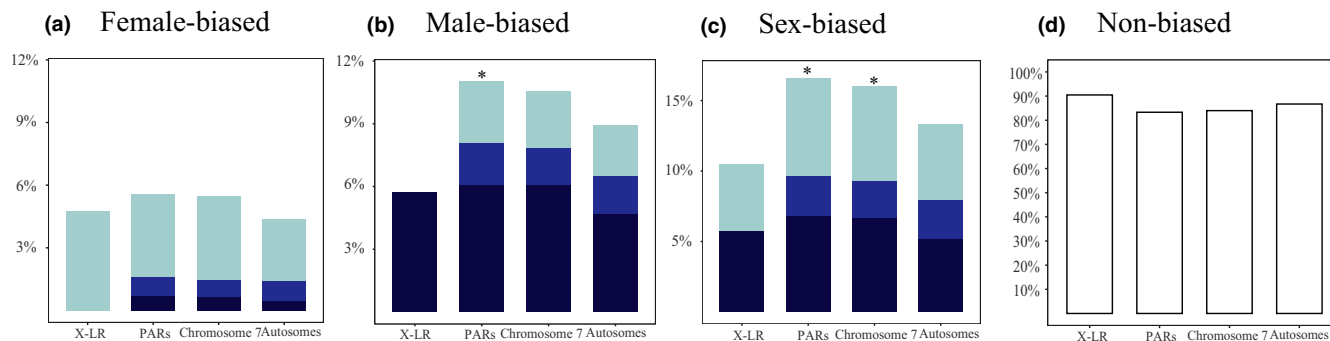 (a) Female-biased
12%
9%
6%
3%
X-LR PARs Chromosome 7 Autosomes
(b) Male-biased
12%
9%
6%
3%
*
X-LR PARs Chromosome 7 Autosomes
(c) Sex-biased
15%
10%
5%
* *
X-LR PARs Chromosome 7 Autosomes
(d) Non-biased
100%
90%
80%
70%
60%
50%
40%
30%
20%
10%
X-LR PARs Chromosome 7 Autosomes